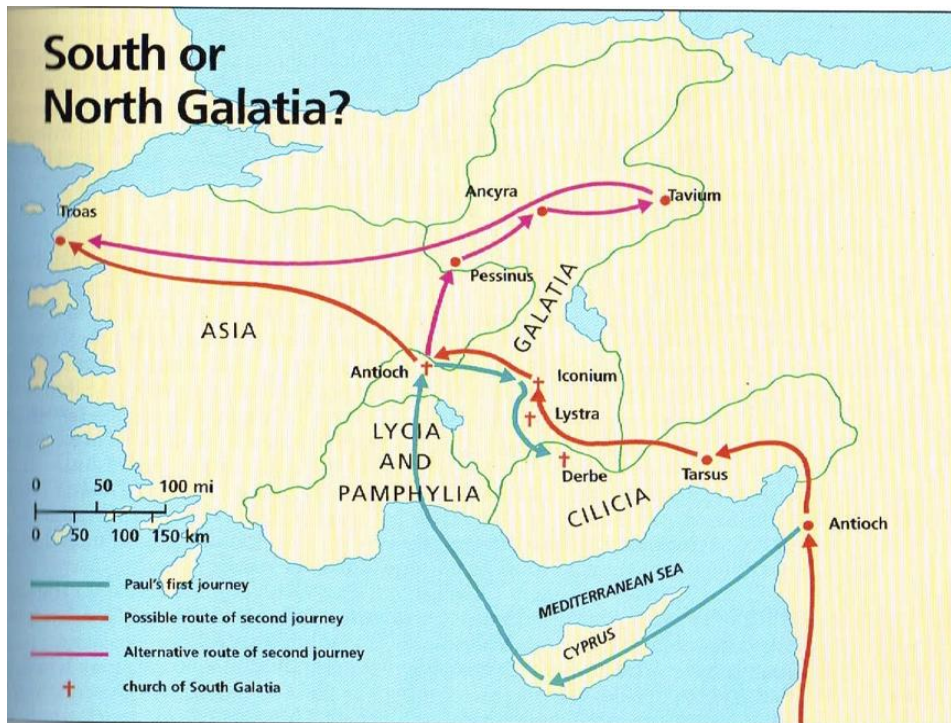 South or
North Galatia?
Ancyra
Tavium
Troas
Pessinus
GALATIA
ASIA
Antioch
Iconium
Lystra
LYCIA
AND
PAMPHYLIA
Derbe
Tarsus
CILICIA
Antioch
0 50 100 mi
0 50 100 150 km
MEDITERRANEAN SEA
CYPRUS
Paul's first journey
Possible route of second journey
Alternative route of second journey
church of South Galatia